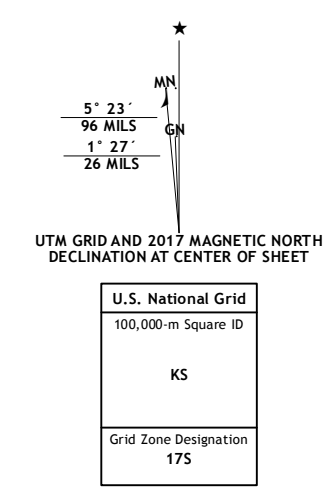 ★
MN
GN
5° 23´
96 MILS
1° 27´
26 MILS
UTM GRID AND 2017 MAGNETIC NORTH
DECLINATION AT CENTER OF SHEET
U.S. National Grid
100,000-m Square ID
KS
Grid Zone Designation
17S